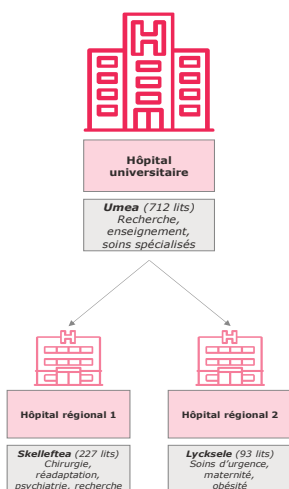 Hôpital
universitaire
Umea (712 lits)
Recherche,
enseignement,
soins spécialisés
Hôpital régional 1
Skelleftea (227 lits)
Chirurgie,
réadaptation,
psychiatrie, recherche
Hôpital régional 2
Lycksele (93 lits)
Soins d'urgence,
maternité,
obésité